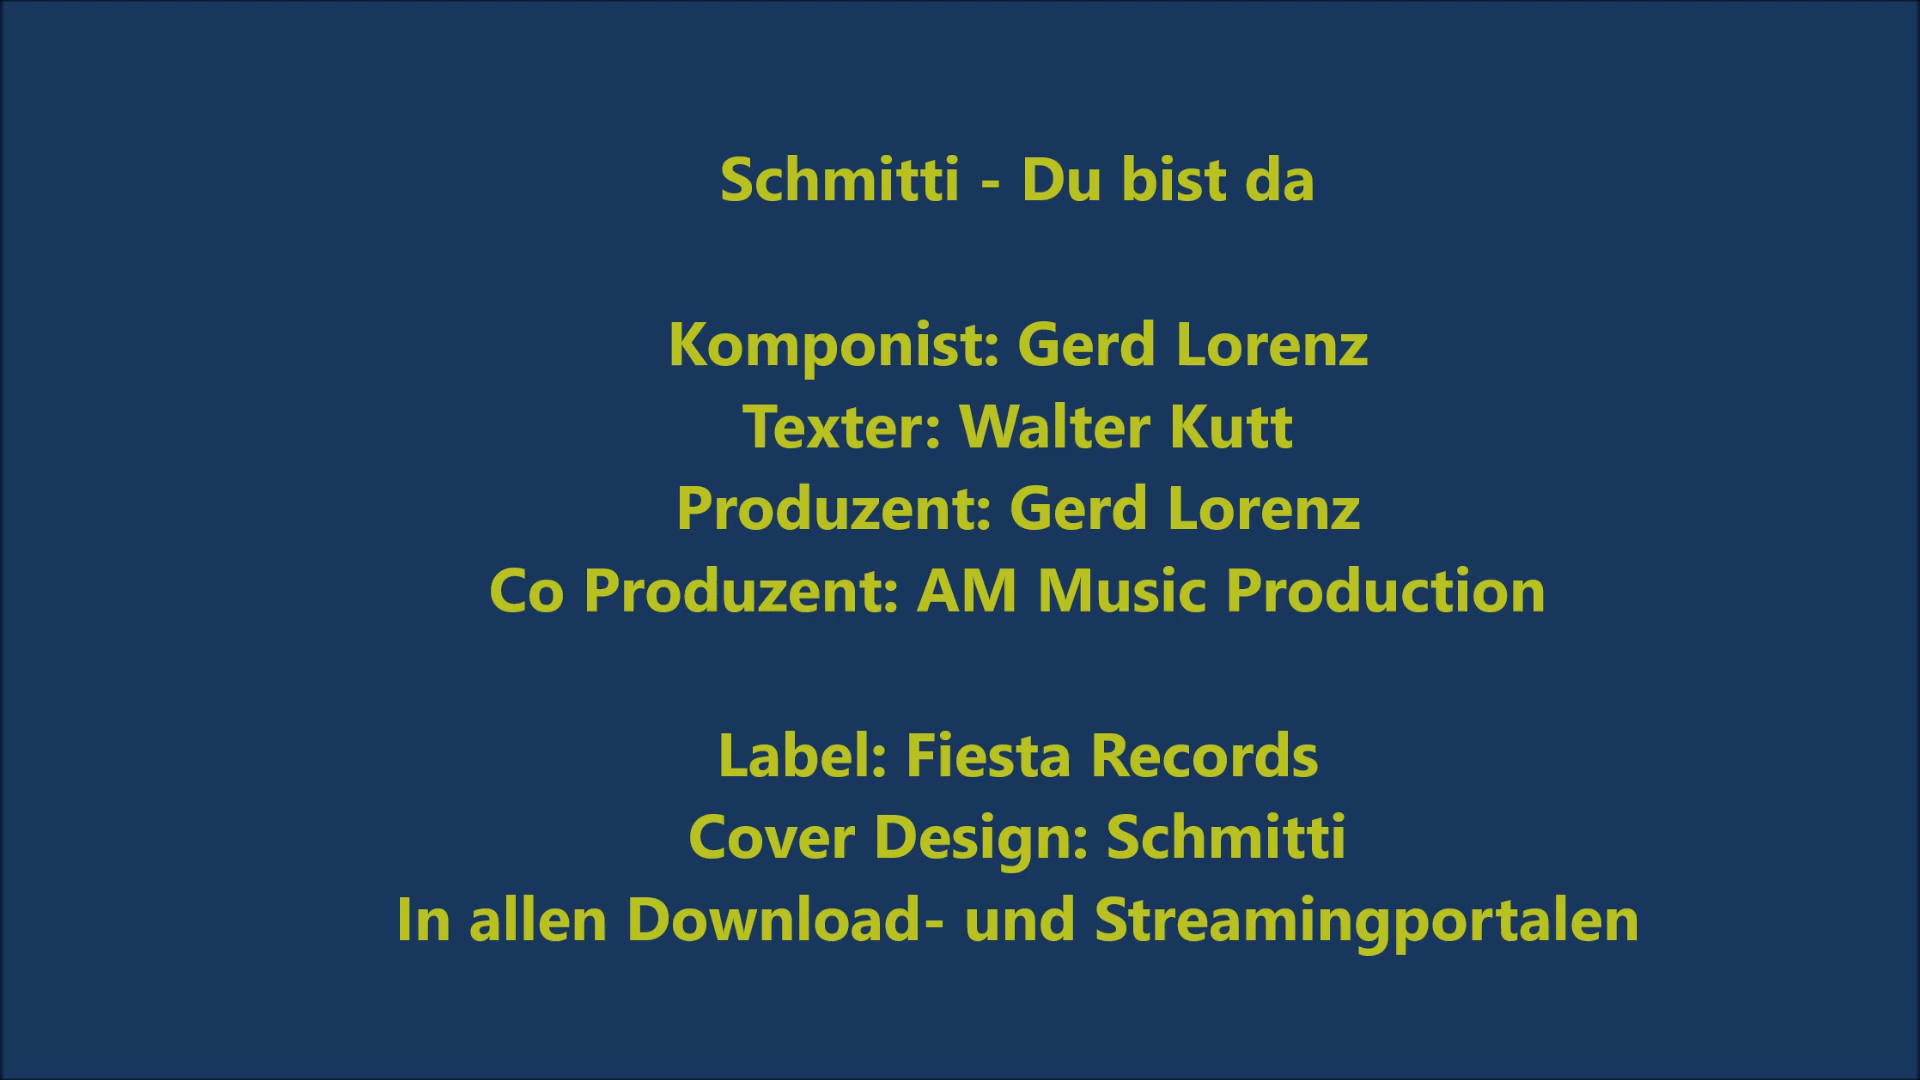 Schmitti - Du bist da
Komponist: Gerd Lorenz
Texter: Walter Kutt
Produzent: Gerd Lorenz
Co Produzent: AM Music Production
Label: Fiesta Records
Cover Design: Schmitti
In allen Download- und Streamingportalen